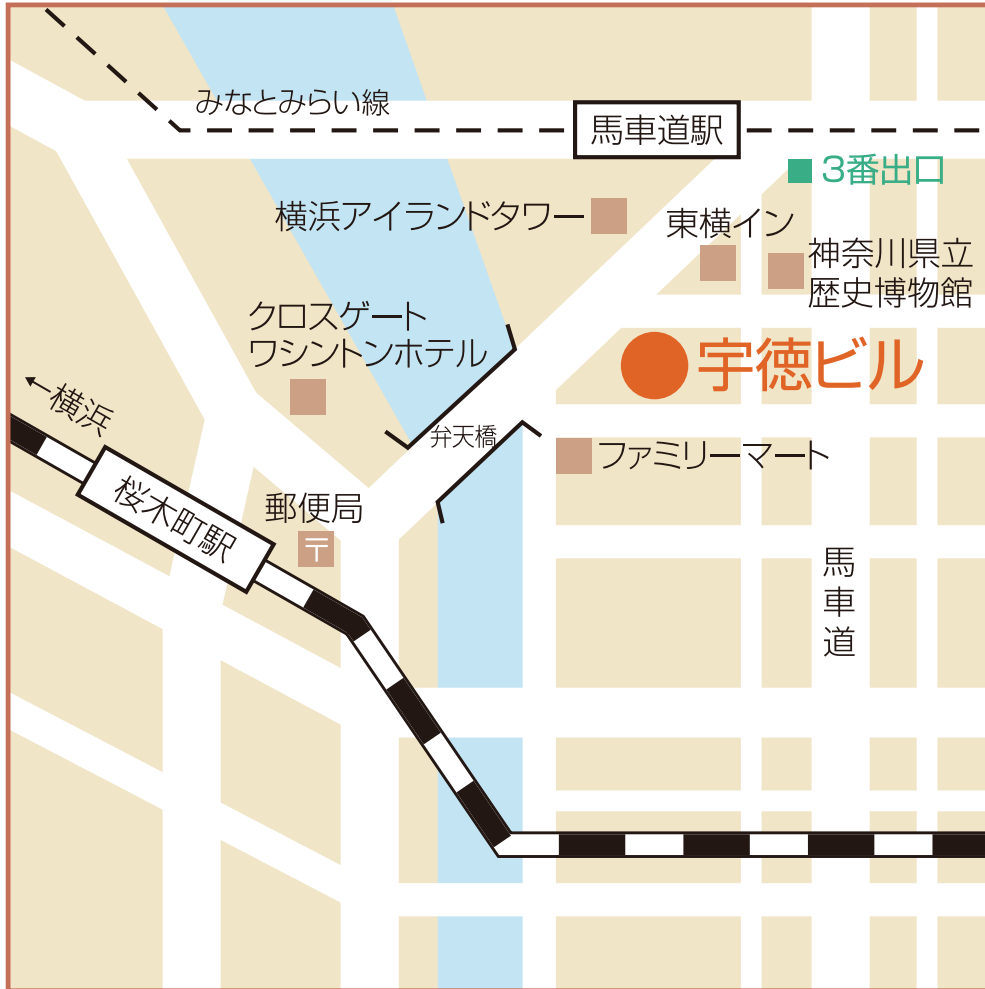 みなとみらい線
馬車道駅
3番出口
横浜アイランドタワー
東横イン
神奈川県立
歴史博物館
クロスゲート
ワシントンホテル
宇徳ビル
←横浜
弁天橋
ファミリーマート
桜木町駅
郵便局
〒
馬車道